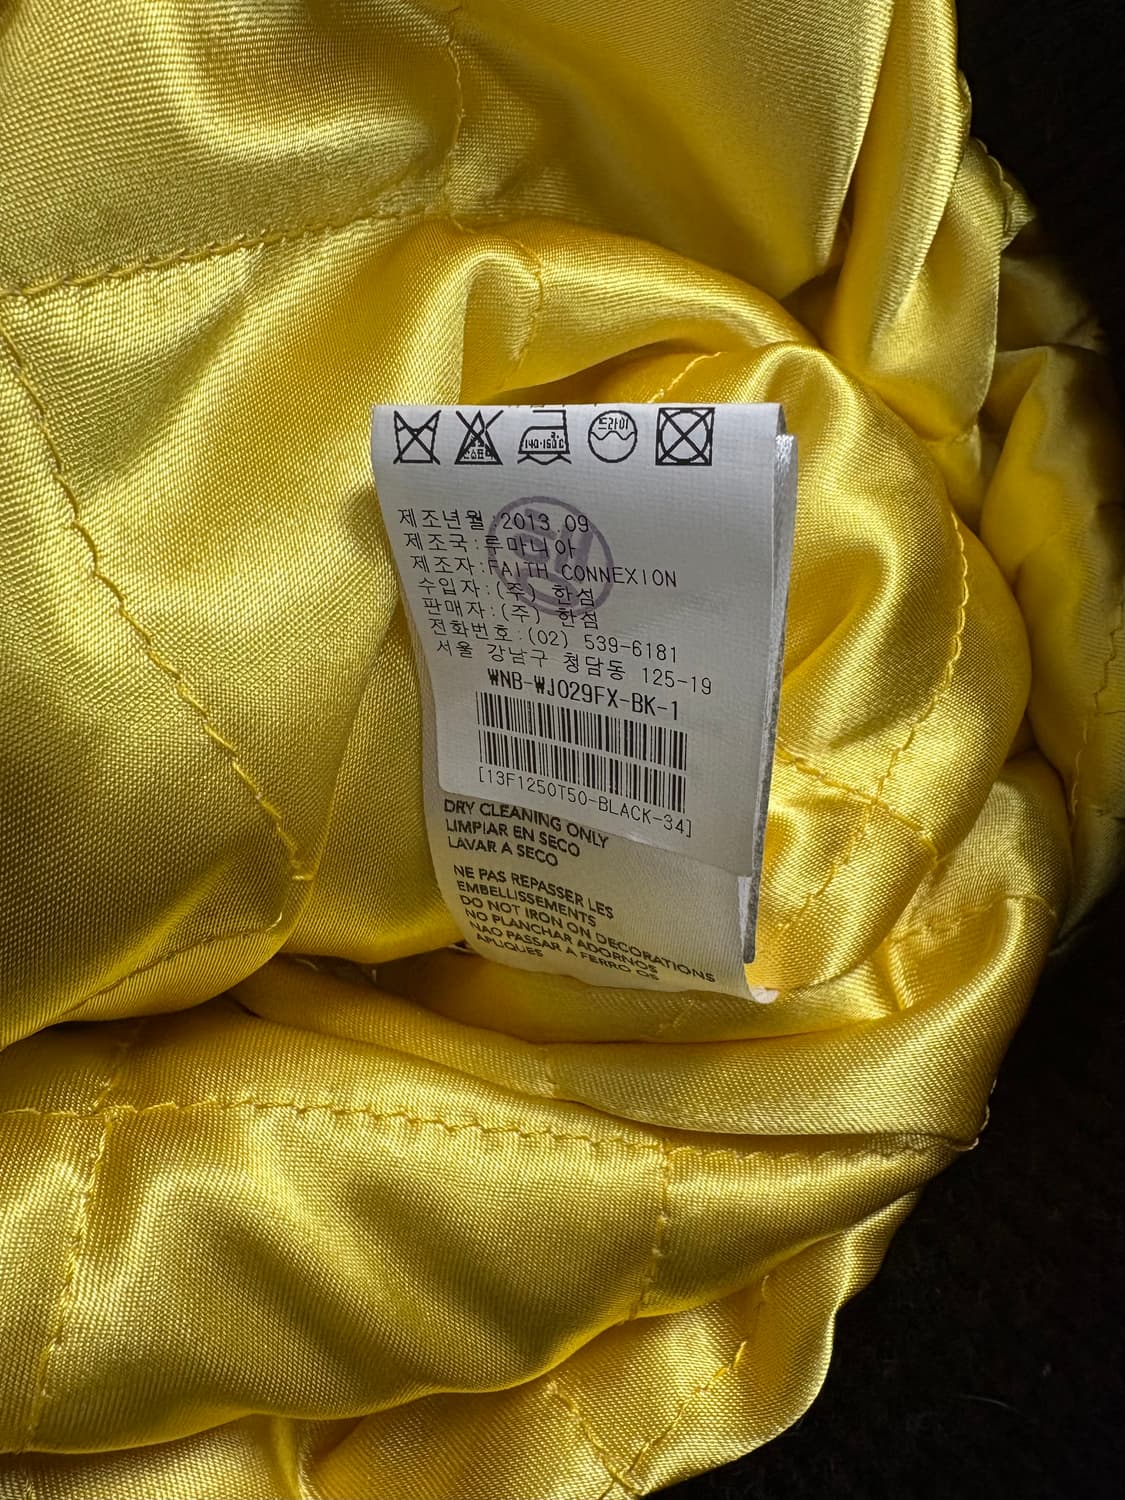 드라이
140-150℃
제조년월:2013.09
제조국:루마니아
제조자:FAITH CONNEXION
수입자:(주) 한섬
판매자:(주) 한섬
전화번호:(02) 539-6181
서울 강남구 청담동 125-19
WNB-WJ029FX-BK-1
[13F1250T50-BLACK-34]
DRY CLEANING ONLY
LIMPIAR EN SECO
LAVAR A SECO
NE PAS REPASSER LES
EMBELLISSEMENTS
DO NOT IRON ON DECORATIONS
NO PLANCHAR ADORNOS
NAO PASSAR A FERRO OS
APLIQUES